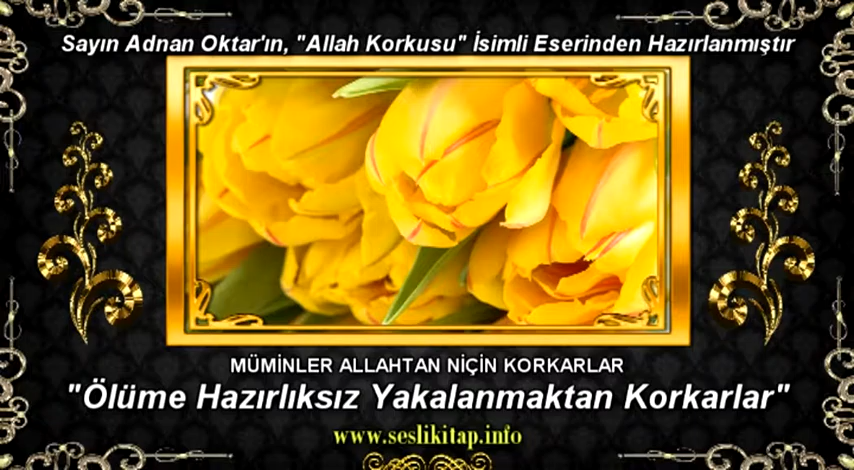 Sayın Adnan Oktar'ın, "Allah Korkusu" İsimli Eserinden Hazırlanmıştır
MÜMİNLER ALLAHTAN NİÇİN KORKARLAR
"Ölüme Hazırlıksız Yakalanmaktan Korkarlar"
www.seslikitap.info